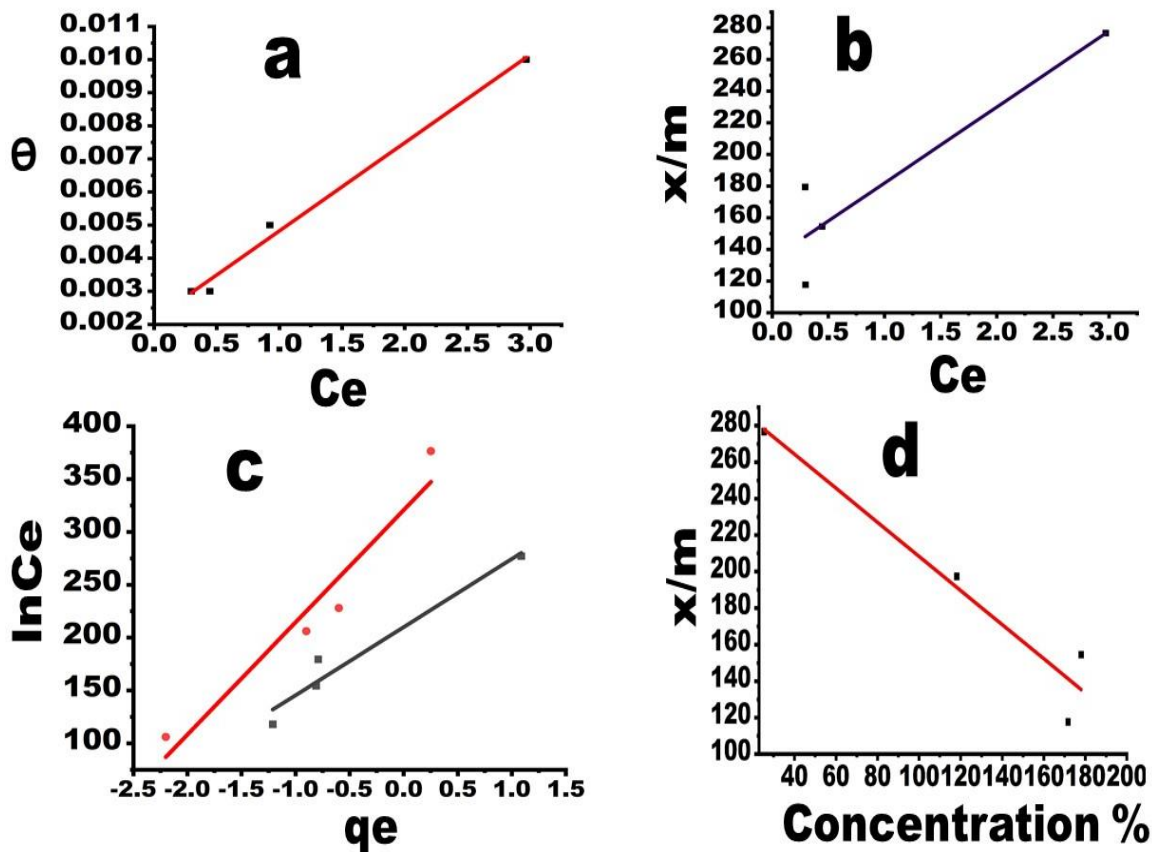 a
θ
0.011
0.010
0.009
0.008
0.007
0.006
0.005
0.004
0.003
0.002
0.0 0.5 1.0 1.5 2.0 2.5 3.0
Ce
b
x/m
280
260
240
220
200
180
160
140
120
100
0.0 0.5 1.0 1.5 2.0 2.5 3.0
Ce
c
lnCe
400
350
300
250
200
150
100
-2.5 -2.0 -1.5 -1.0 -0.5 0.0 0.5 1.0 1.5
qe
d
x/m
280
260
240
220
200
180
160
140
120
100
40 60 80 100 120 140 160 180 200
Concentration %